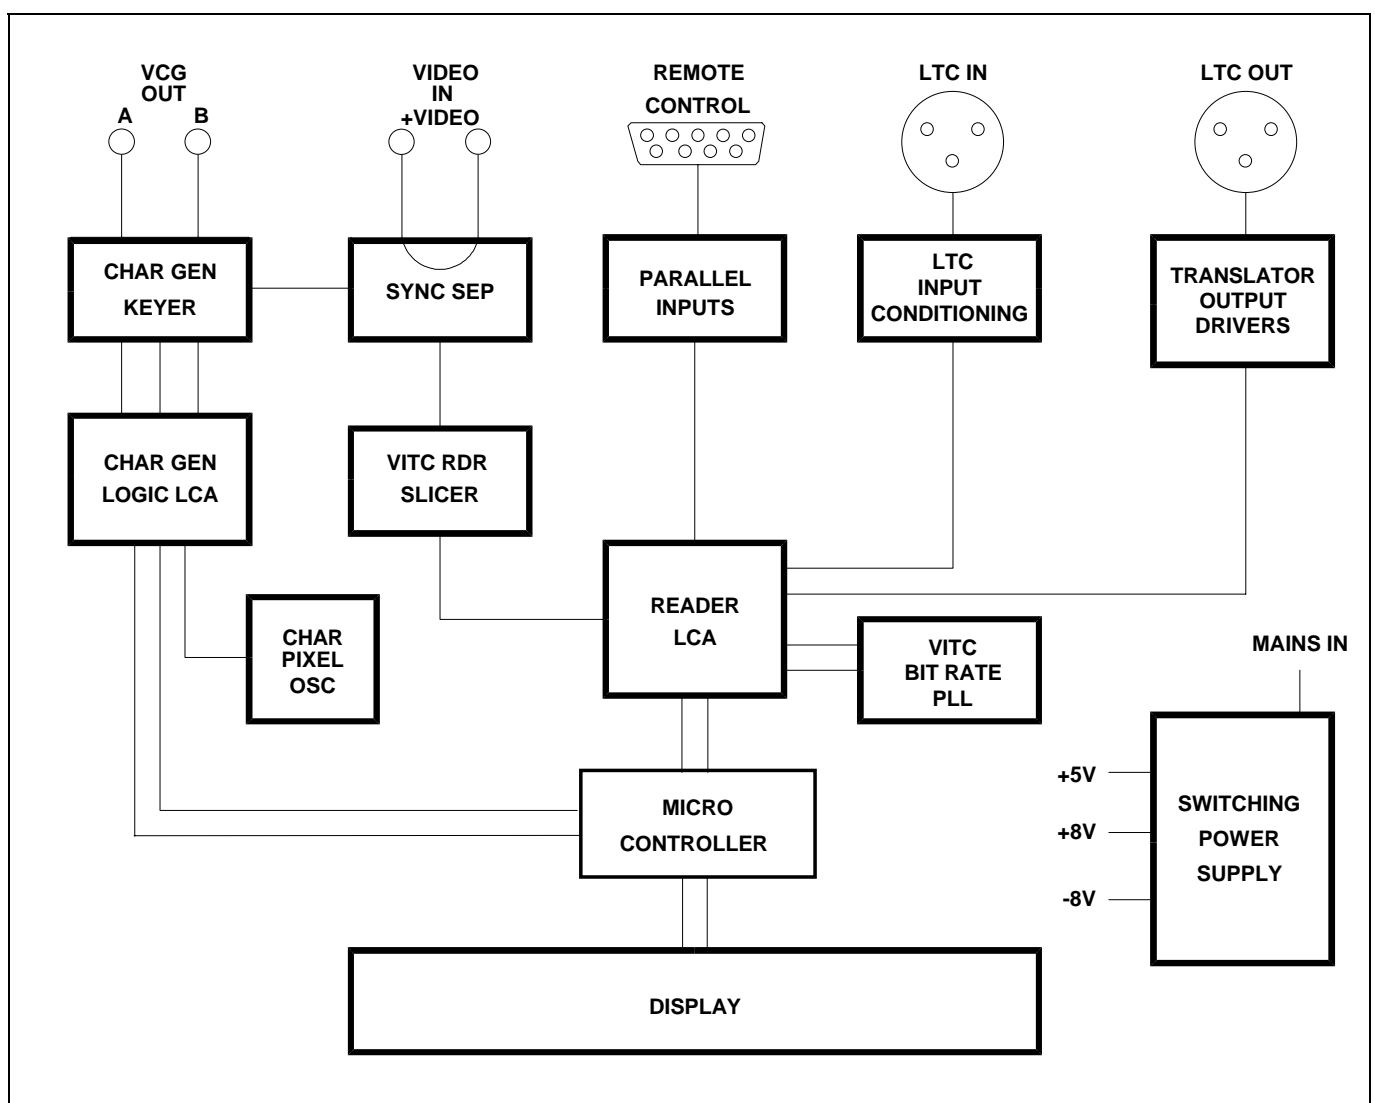 VCG
OUT
A
B
VIDEO
IN
+VIDEO
REMOTE
CONTROL
LTC IN
LTC OUT
CHAR GEN
KEYER
SYNC SEP
PARALLEL
INPUTS
LTC
INPUT
CONDITIONING
TRANSLATOR
OUTPUT
DRIVERS
CHAR GEN
LOGIC LCA
VITC RDR
SLICER
READER
LCA
CHAR
PIXEL
OSC
VITC
BIT RATE
PLL
MAINS IN
MICRO
CONTROLLER
+5V
+8V
-8V
SWITCHING
POWER
SUPPLY
DISPLAY